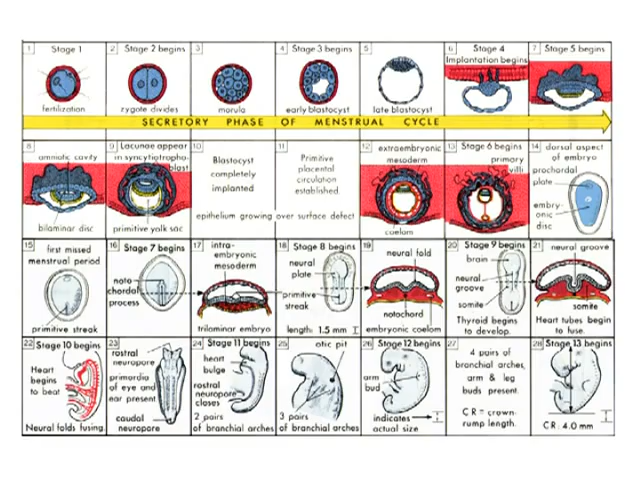 1 Stage 1
fertilization
2 Stage 2 begins
zygote divides
3
morula
4 Stage 3 begins
early blastocyst
5
late blastocyst
6 Stage 4
Implantation begins
7 Stage 5 begins
SECRETORY PHASE OF MENSTRUAL CYCLE
8
amniotic cavity
bilaminar disc
9 Lacunae appear
in syncytiotropho-
blast
primitive yolk sac
10
Blastocyst
completely
implanted
11
Primitive
placental
circulation
established.
epithelium growing over surface defect
12 extraembryonic
mesoderm
coelom
13 Stage 6 begins
primary
villi
14 dorsal aspect
of embryo
prochordal
plate
embry-
onic
disc
15
first missed
menstrual period
primitive streak
16 Stage 7 begins
noto
chordal
process
17 intra-
embryonic
mesoderm
trilaminar embryo
18 Stage 8 begins
neural
plate
primitive
streak
length: 1.5 mm
19
neural fold
notochord
embryonic coelom
20 Stage 9 begins
brain
neural
groove
somite
Thyroid begins
to develop.
21 neural groove
somite
Heart tubes begin
to fuse.
22 Stage 10 begins
Heart
begins
to beat
Neural folds fusing.
23 rostral
neuropore
primordia
of eye and
ear present.
caudal
neuropore
24 Stage 11 begins
heart
bulge
rostral
neuropore
closes
2 pairs
of branchial arches
25 otic pit
3 pairs
of branchial arches
26 Stage 12 begins
arm
bud
indicates
actual size
27
4 pairs of
branchial arches,
arm & leg
buds present.
CR = crown-
rump length.
28 Stage 13 begins
CR: 4.0 mm